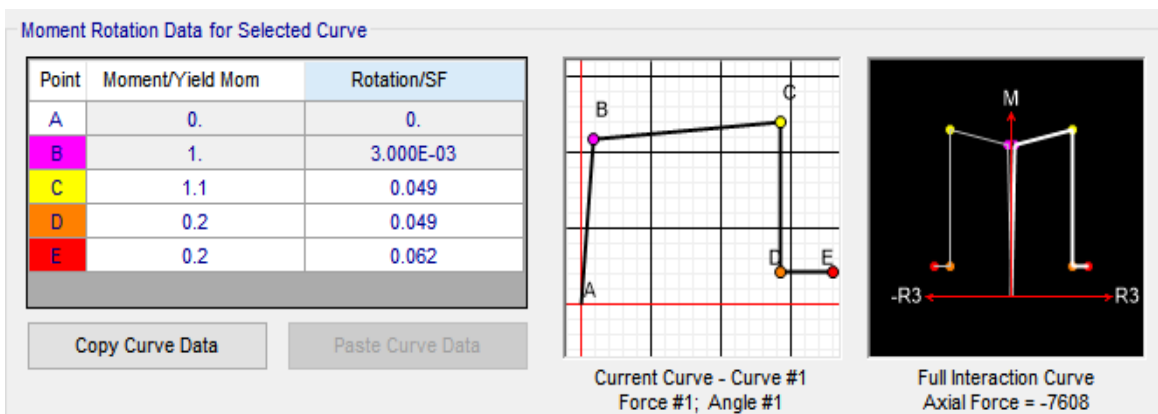 Moment Rotation Data for Selected Curve
Point Moment/Yield Mom Rotation/SF
A 0. 0.
B 1. 3.000E-03
C 1.1 0.049
D 0.2 0.049
E 0.2 0.062
Copy Curve Data Paste Curve Data
B C
D E
A
Current Curve - Curve #1
Force #1; Angle #1
M
-R3 R3
Full Interaction Curve
Axial Force = -7608